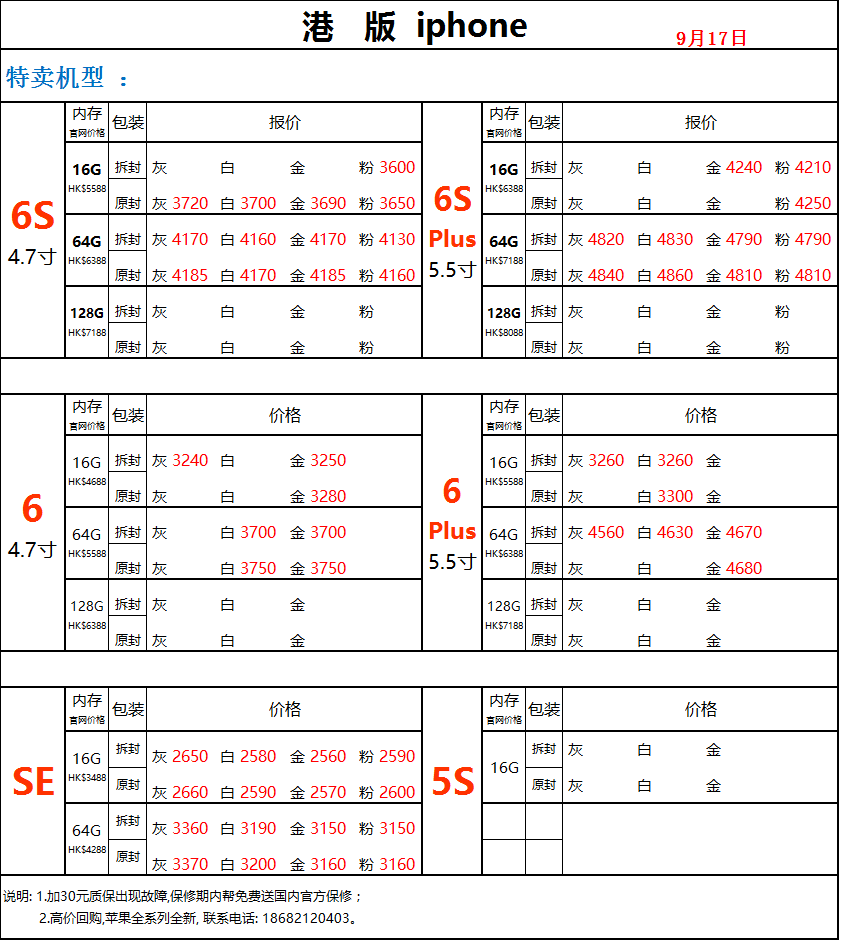 港 版 iphone
9月17日
特卖机型 ：
内存 包装 报价 内存 包装 报价
官网价格 官网价格
16G 拆封 灰 白 金 粉 3600 16G 拆封 灰 白 金 4240 粉 4210
HK$5588 HK$6388
6S 原封 灰 3720 白 3700 金 3690 粉 3650 6S 原封 灰 白 金 粉 4250
4.7寸 64G 拆封 灰 4170 白 4160 金 4170 粉 4130 Plus 64G 拆封 灰 4820 白 4830 金 4790 粉 4790
HK$6388 5.5寸 HK$7188
原封 灰 4185 白 4170 金 4185 粉 4160 原封 灰 4840 白 4860 金 4810 粉 4810
128G 拆封 灰 白 金 粉 128G 拆封 灰 白 金 粉
HK$7188 HK$8088
原封 灰 白 金 粉 原封 灰 白 金 粉
内存 包装 价格 内存 包装 价格
官网价格 官网价格
16G 拆封 灰 3240 白 金 3250 16G 拆封 灰 3260 白 3260 金
HK$4688 HK$5588
6 原封 灰 白 金 3280 6 原封 灰 白 3300 金
4.7寸 64G 拆封 灰 白 3700 金 3700 Plus 64G 拆封 灰 4560 白 4630 金 4670
HK$5588 5.5寸 HK$6388
原封 灰 白 3750 金 3750 原封 灰 白 金 4680
128G 拆封 灰 白 金 128G 拆封 灰 白 金
HK$6388 HK$7188
原封 灰 白 金 原封 灰 白 金
内存 包装 价格 内存 包装 价格
官网价格 官网价格
16G 拆封 灰 2650 白 2580 金 2560 粉 2590 16G 拆封 灰 白 金
HK$3488
SE 原封 灰 2660 白 2590 金 2570 粉 2600 5S 原封 灰 白 金
64G 拆封 灰 3360 白 3190 金 3150 粉 3150
HK$4288
原封 灰 3370 白 3200 金 3160 粉 3160
说明: 1.加30元质保出现故障,保修期内帮免费送国内官方保修；
2.高价回购,苹果全系列全新, 联系电话: 18682120403。